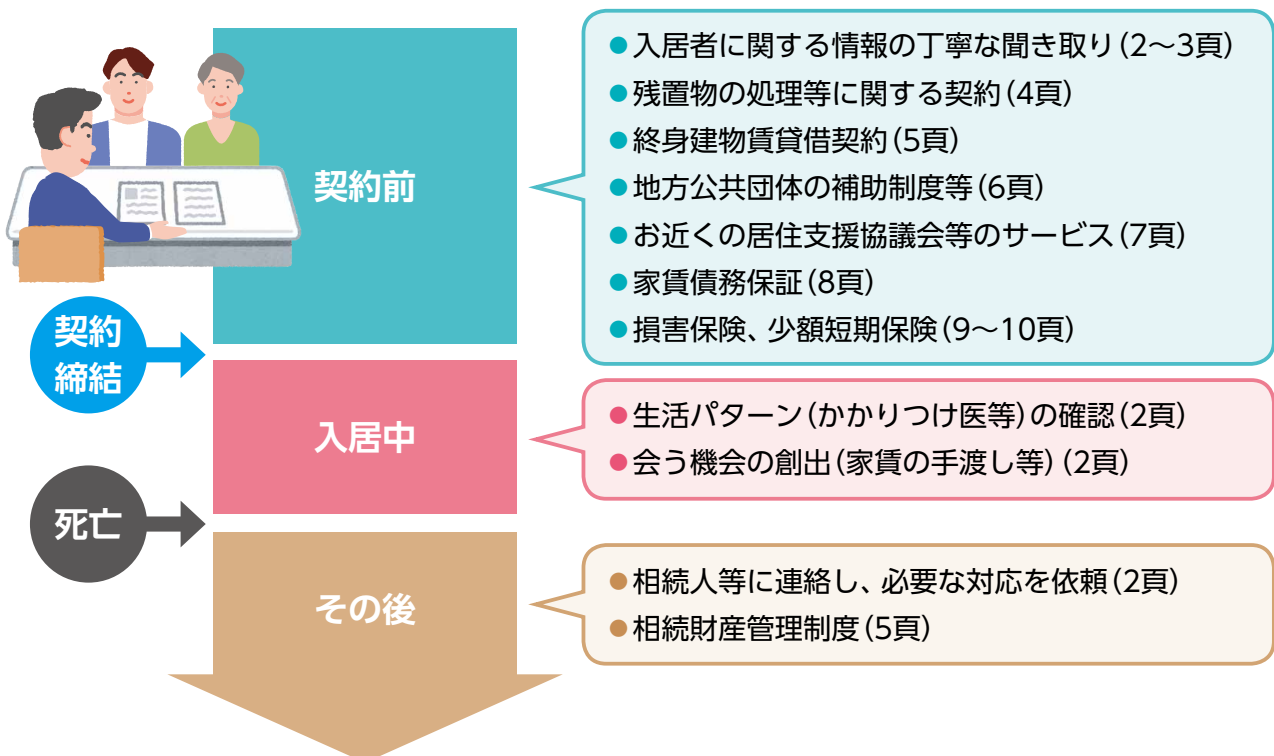 契約前
●入居者に関する情報の丁寧な聞き取り(2〜3頁)
●残置物の処理等に関する契約(4頁)
●終身建物賃貸借契約(5頁)
●地方公共団体の補助制度等(6頁)
●お近くの居住支援協議会等のサービス(7頁)
●家賃債務保証(8頁)
●損害保険、少額短期保険(9〜10頁)
契約
締結
入居中
●生活パターン(かかりつけ医等)の確認(2頁)
●会う機会の創出(家賃の手渡し等)(2頁)
死亡
その後
●相続人等に連絡し、必要な対応を依頼(2頁)
●相続財産管理制度(5頁)